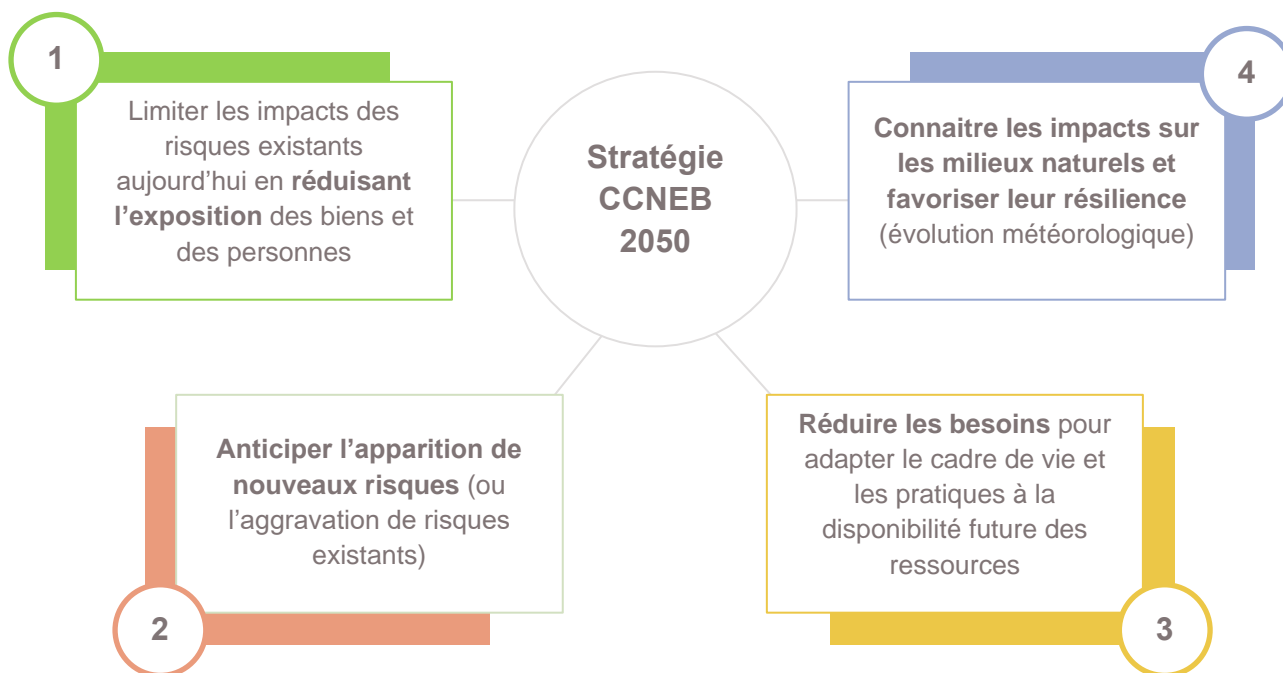 1
Limiter les impacts des
risques existants
aujourd’hui en réduisant
l’exposition des biens et
des personnes
Stratégie
CCNEB
2050
4
Connaitre les impacts sur
les milieux naturels et
favoriser leur résilience
(évolution météorologique)
Anticiper l’apparition de
nouveaux risques (ou
l’aggravation de risques
existants)
2
Réduire les besoins pour
adapter le cadre de vie et
les pratiques à la
disponibilité future des
ressources
3